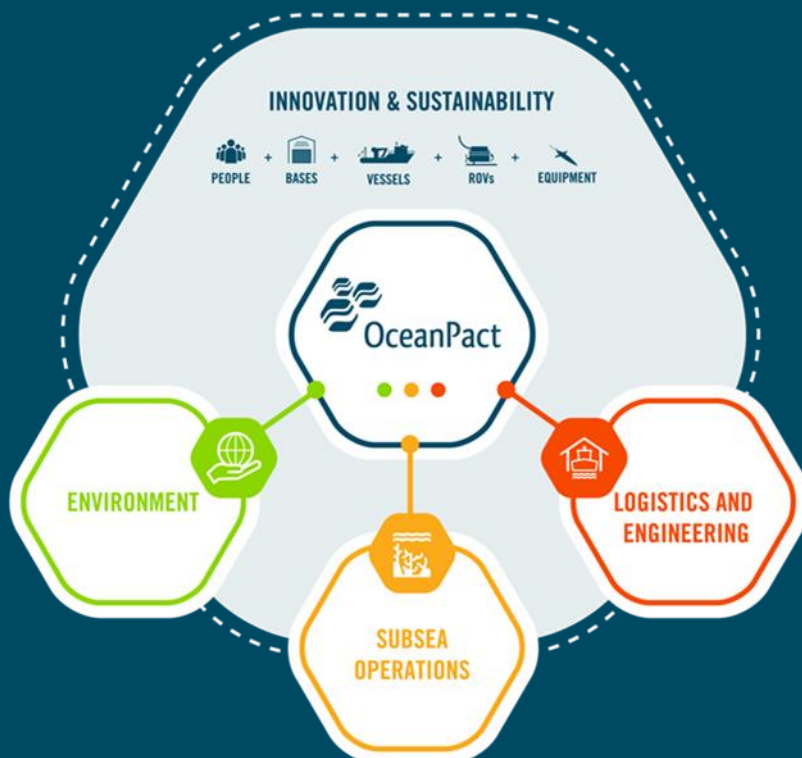 INNOVATION & SUSTAINABILITY
PEOPLE + BASES + VESSELS + ROVs + EQUIPMENT
OceanPact
ENVIRONMENT
LOGISTICS AND
ENGINEERING
SUBSEA
OPERATIONS